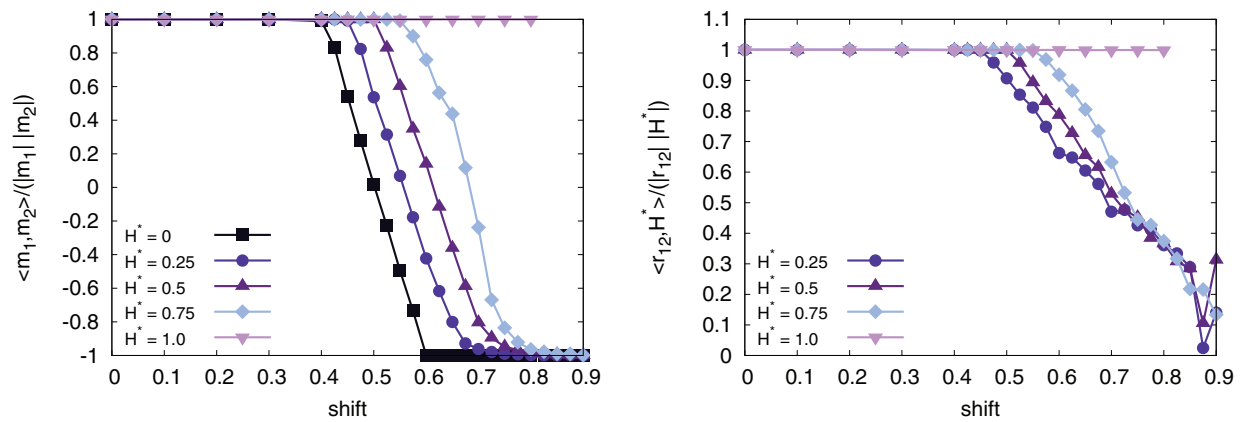 <m1,m2>/(|m1| |m2|)
1
0.8
0.6
0.4
0.2
0
-0.2
-0.4
-0.6
-0.8
-1
H* = 0
H* = 0.25
H* = 0.5
H* = 0.75
H* = 1.0
0 0.1 0.2 0.3 0.4 0.5 0.6 0.7 0.8 0.9
shift
<r12,H*>/(|r12| |H*|)
1.1
1
0.9
0.8
0.7
0.6
0.5
0.4
0.3
0.2
0.1
0
H* = 0.25
H* = 0.5
H* = 0.75
H* = 1.0
0 0.1 0.2 0.3 0.4 0.5 0.6 0.7 0.8 0.9
shift